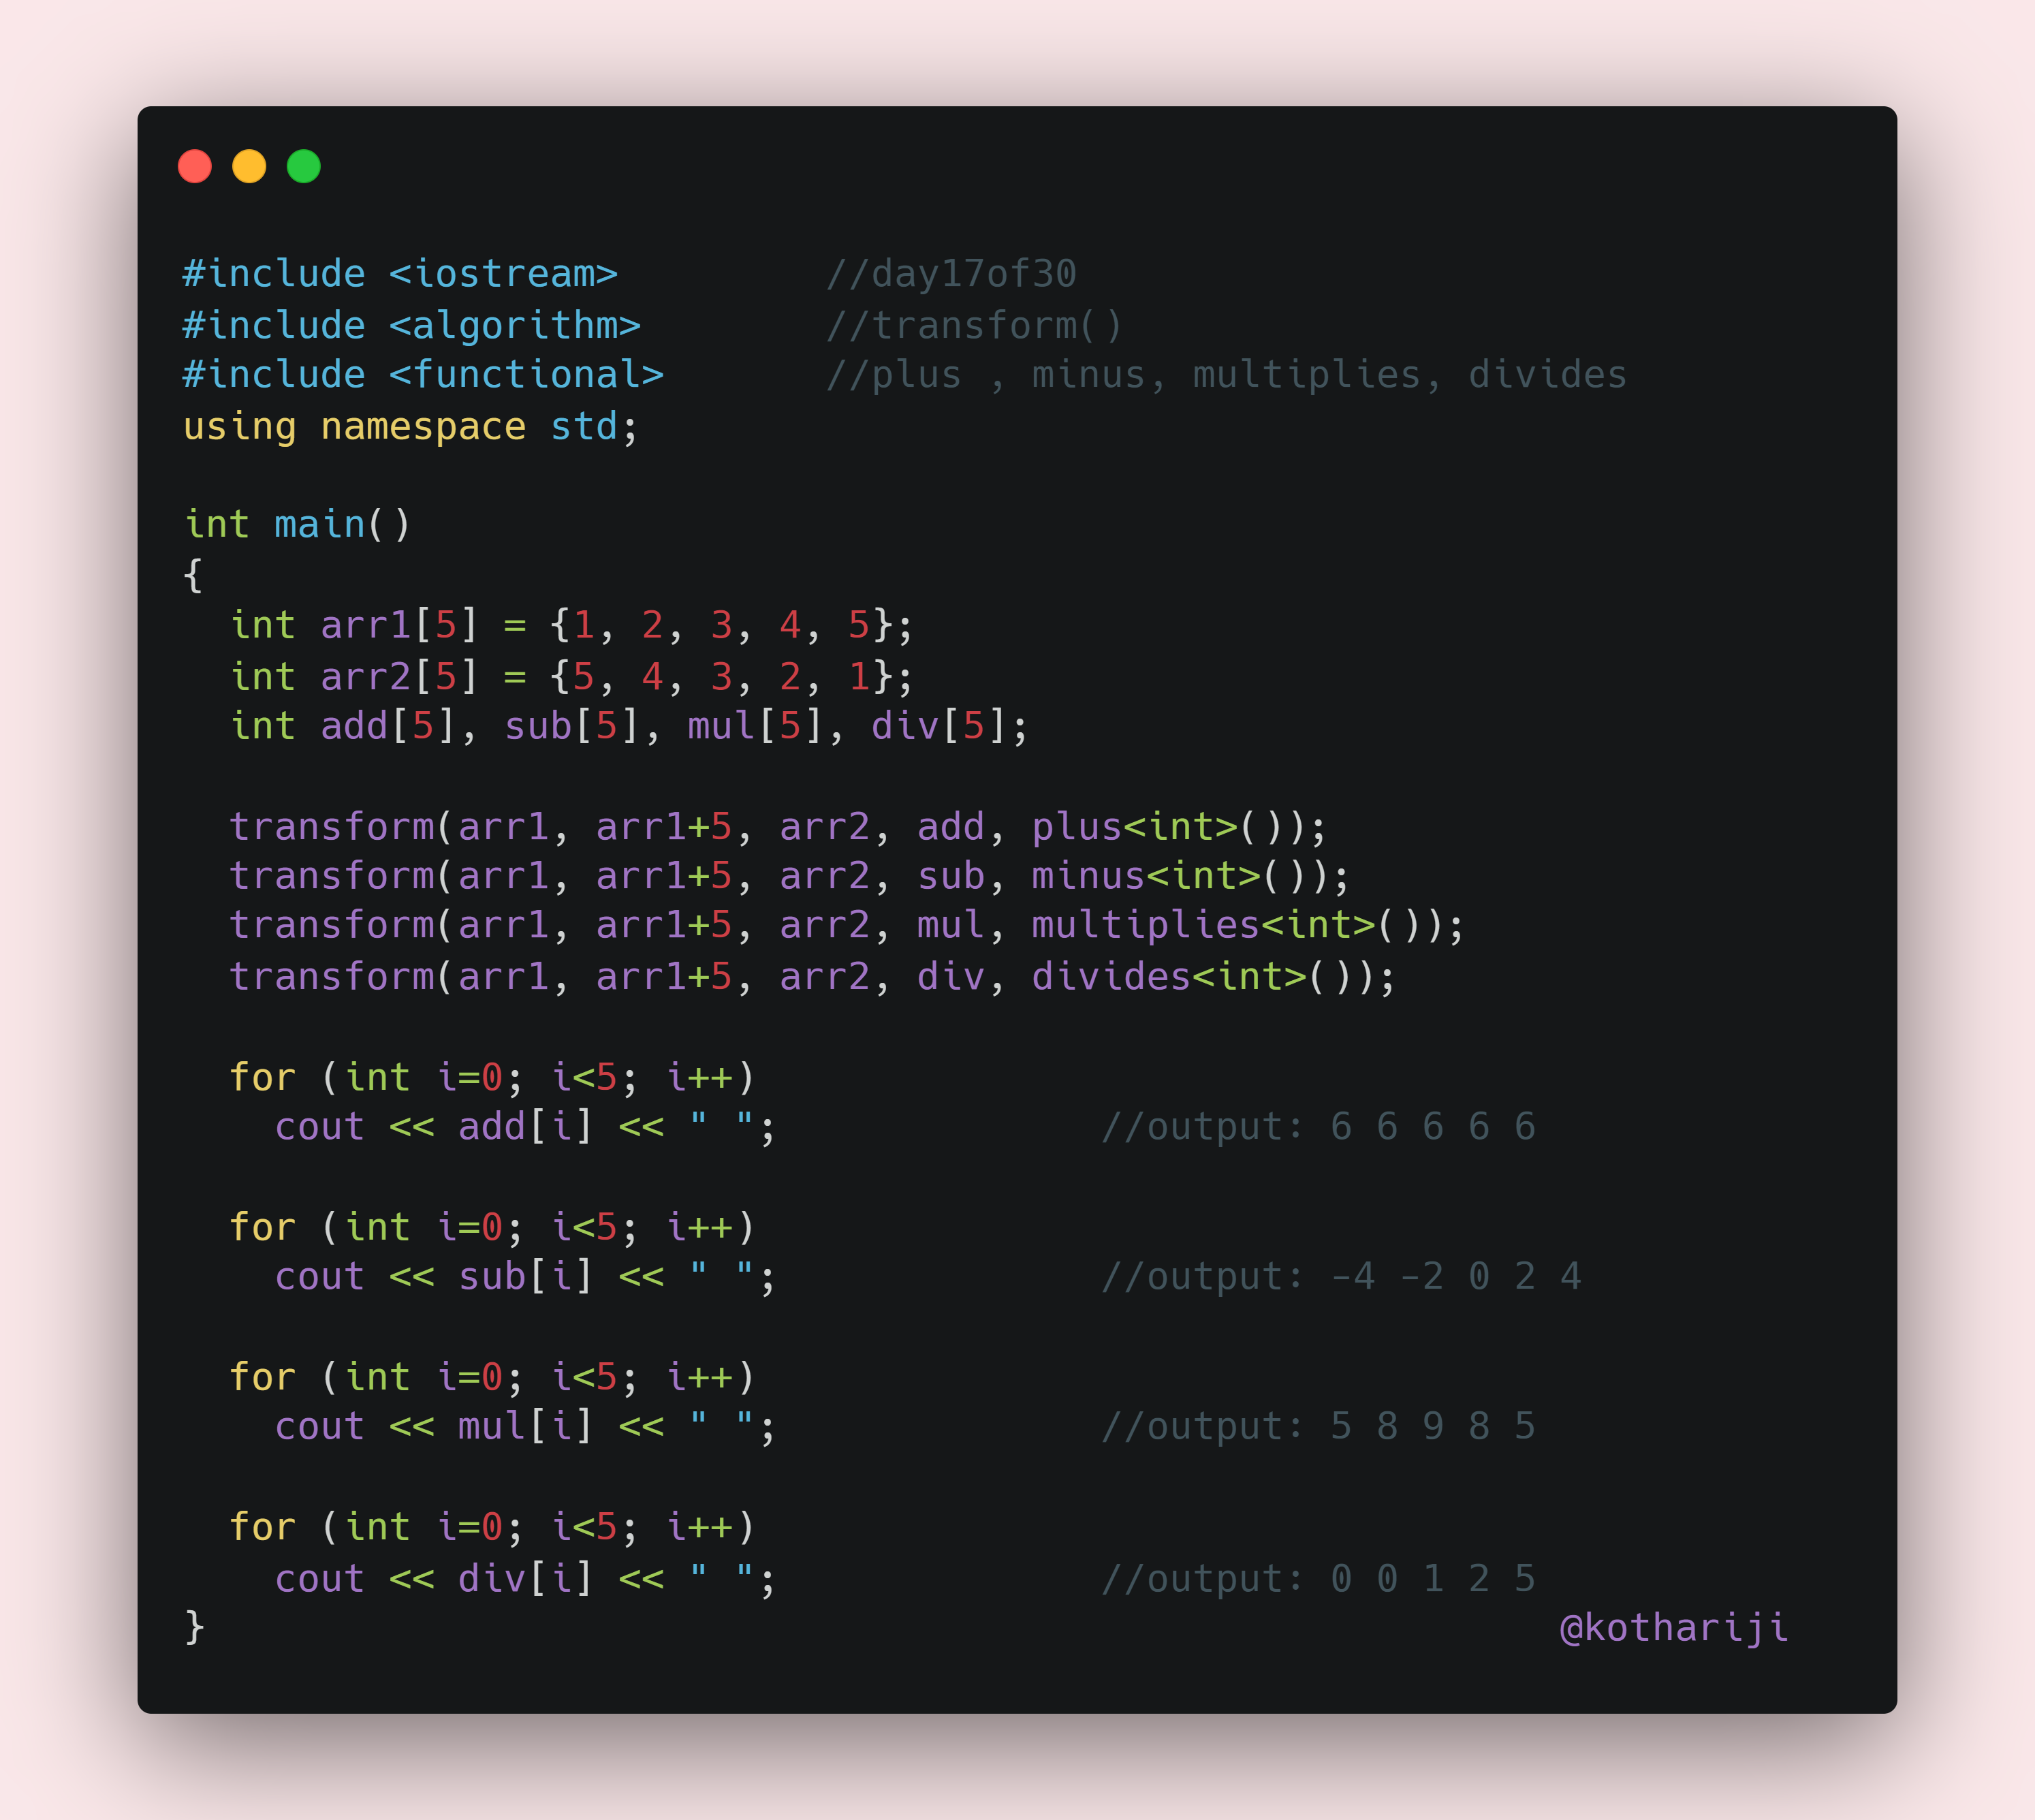 #include <iostream>         //day17of30
#include <algorithm>        //transform()
#include <functional>       //plus , minus, multiplies, divides
using namespace std;

int main()
{
  int arr1[5] = {1, 2, 3, 4, 5};
  int arr2[5] = {5, 4, 3, 2, 1};
  int add[5], sub[5], mul[5], div[5];

  transform(arr1, arr1+5, arr2, add, plus<int>());
  transform(arr1, arr1+5, arr2, sub, minus<int>());
  transform(arr1, arr1+5, arr2, mul, multiplies<int>());
  transform(arr1, arr1+5, arr2, div, divides<int>());

  for (int i=0; i<5; i++)
    cout << add[i] << " ";              //output: 6 6 6 6 6

  for (int i=0; i<5; i++)
    cout << sub[i] << " ";              //output: -4 -2 0 2 4

  for (int i=0; i<5; i++)
    cout << mul[i] << " ";              //output: 5 8 9 8 5

  for (int i=0; i<5; i++)
    cout << div[i] << " ";              //output: 0 0 1 2 5
}                                                           @kothariji